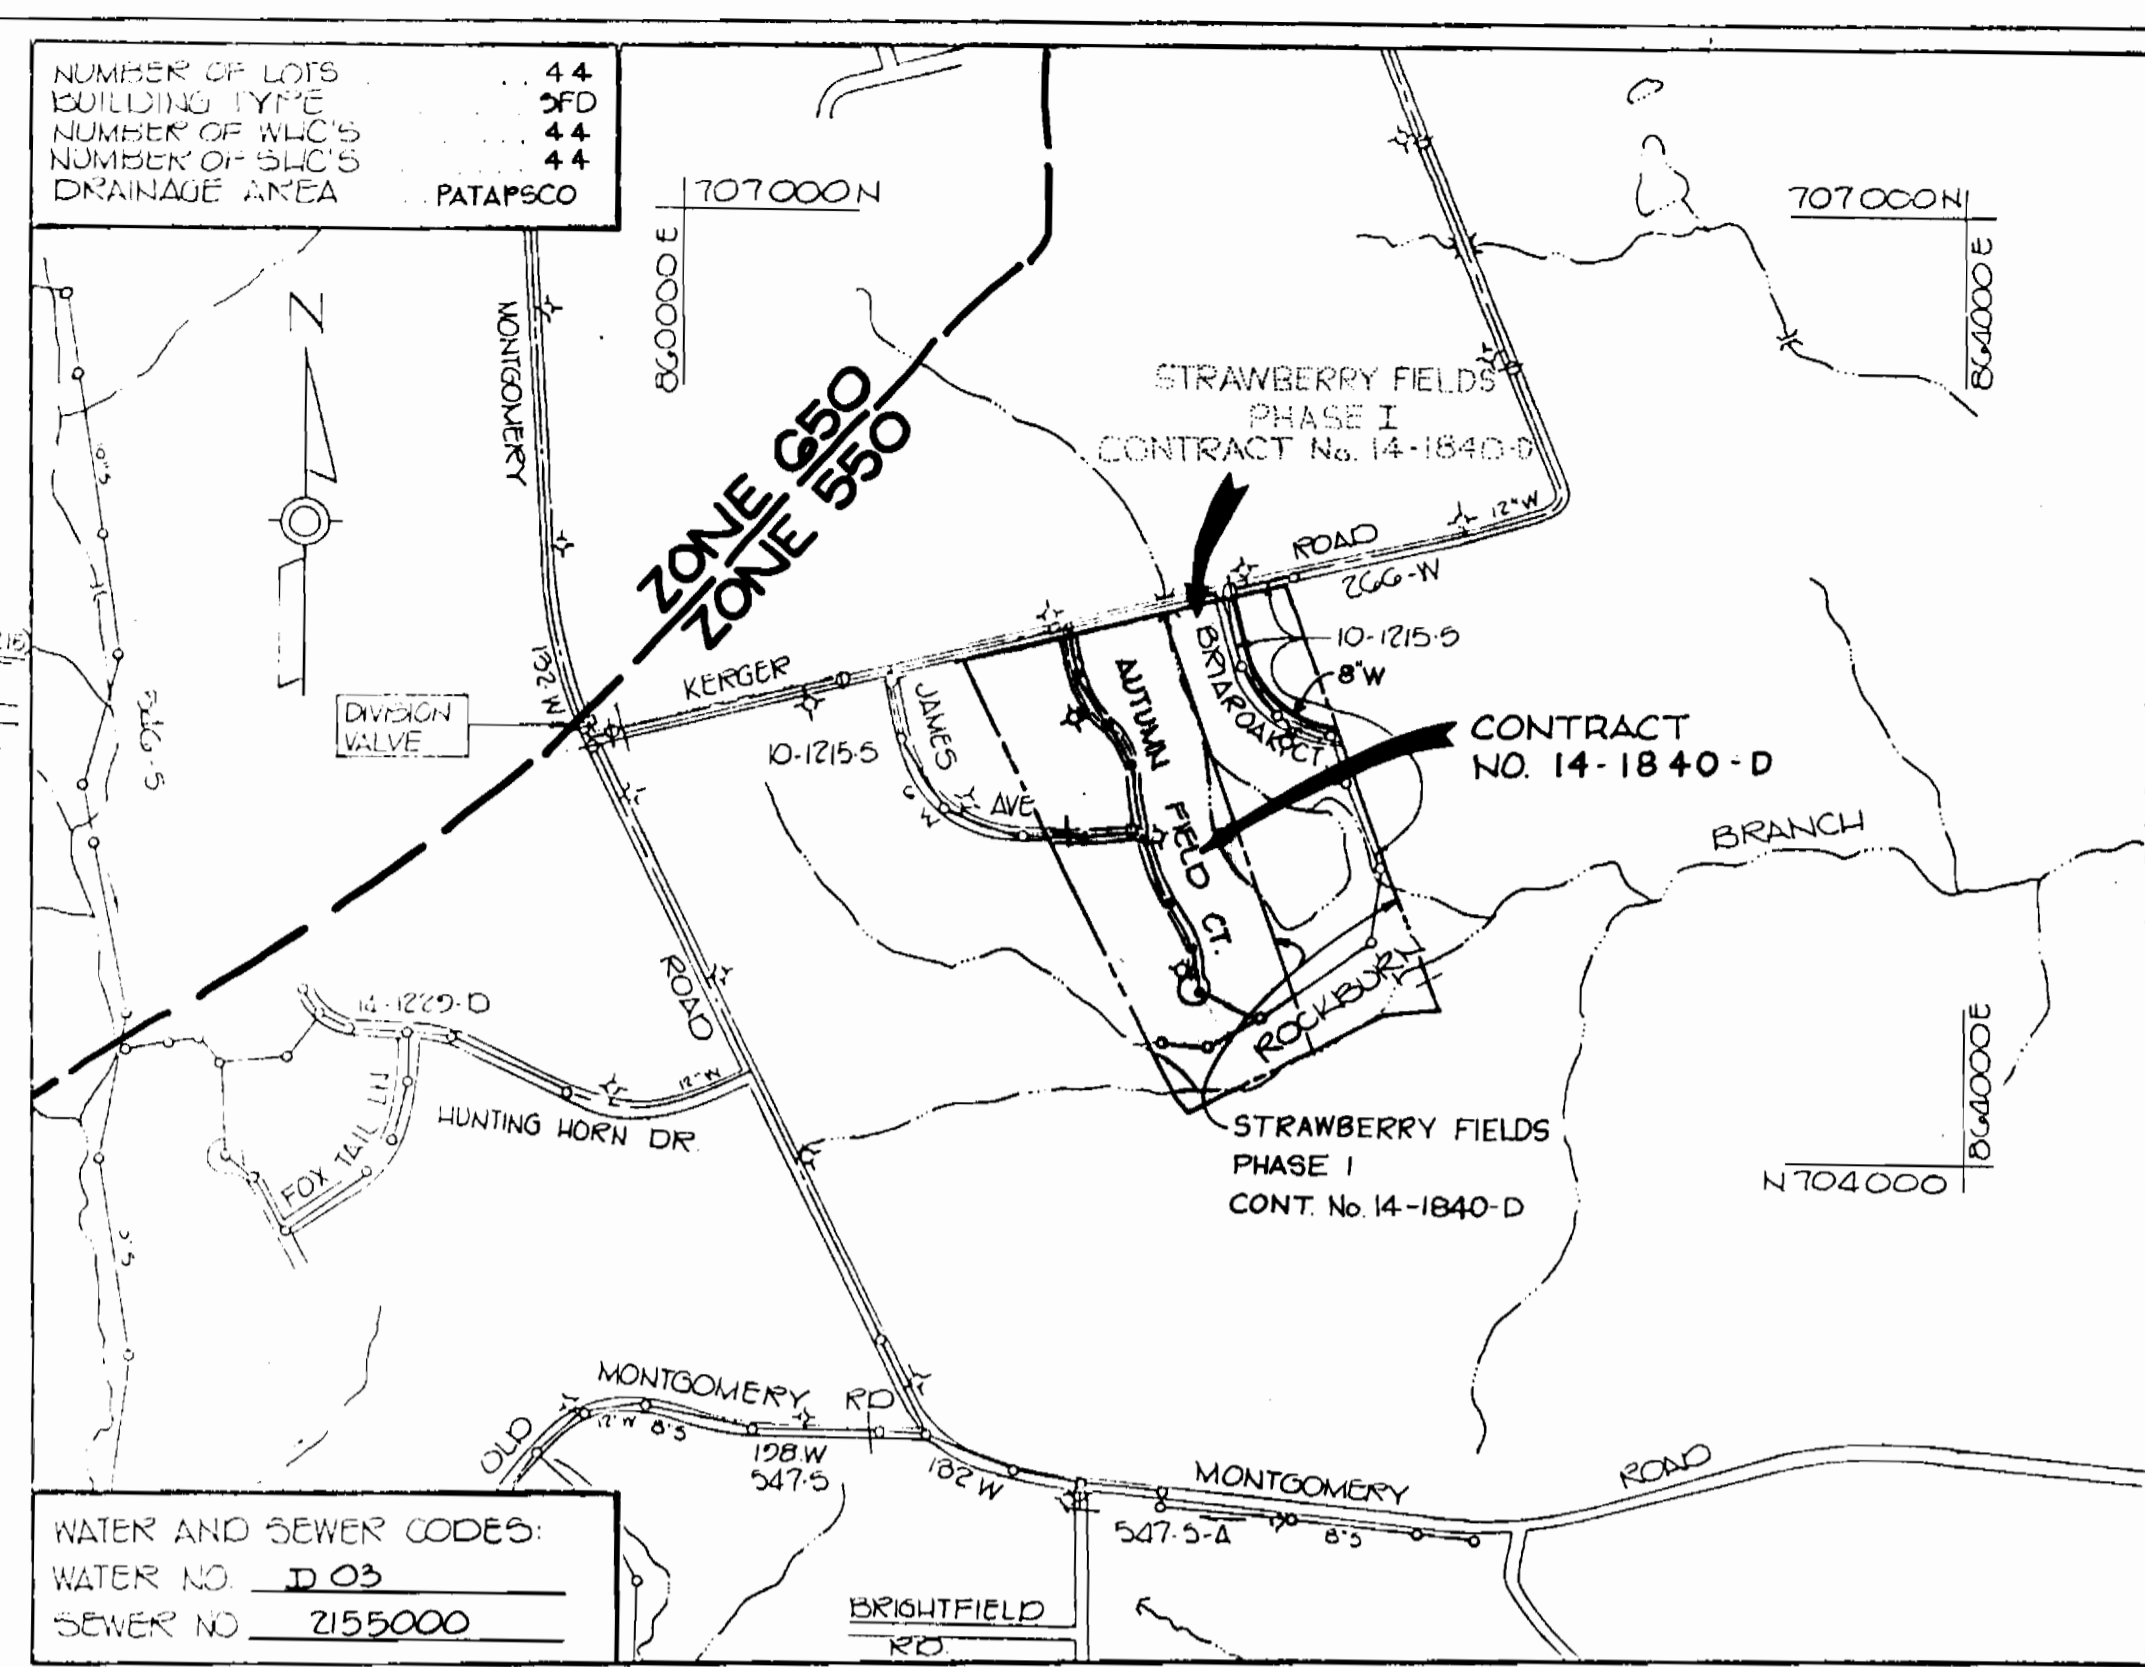 NUMBER OF LOTS 44
BUILDING TYPE SFD
NUMBER OF WHC'S 44
NUMBER OF SHC'S 44
DRAINAGE AREA PATAPSCO
707000N
860000E
707000N
864000E
N
MONTGOMERY
ZONE 650
ZONE 550
STRAWBERRY FIELDS
PHASE I
CONTRACT No. 14-1840-D
12"W
ROAD
266-W
10-1215-S
8"W
BRIAROAK CT.
182-W
KERGER
DIVISION
VALVE
10-1215-S
JAMES
AVE
AUTUMN FIELD CT.
CONTRACT
NO. 14-1840-D
BRANCH
ROAD
ROCKBURN
14-1229-D
12"W
HUNTING HORN DR.
FOX TAIL LN
STRAWBERRY FIELDS
PHASE 1
CONT. No. 14-1840-D
864000E
N704000
MONTGOMERY RD
OLD
12"W
8"S
198-W
547-S
182 W
MONTGOMERY
ROAD
547-S-A
8"S
BRIGHTFIELD
RD.
WATER AND SEWER CODES:
WATER NO. D 03
SEWER NO 2155000